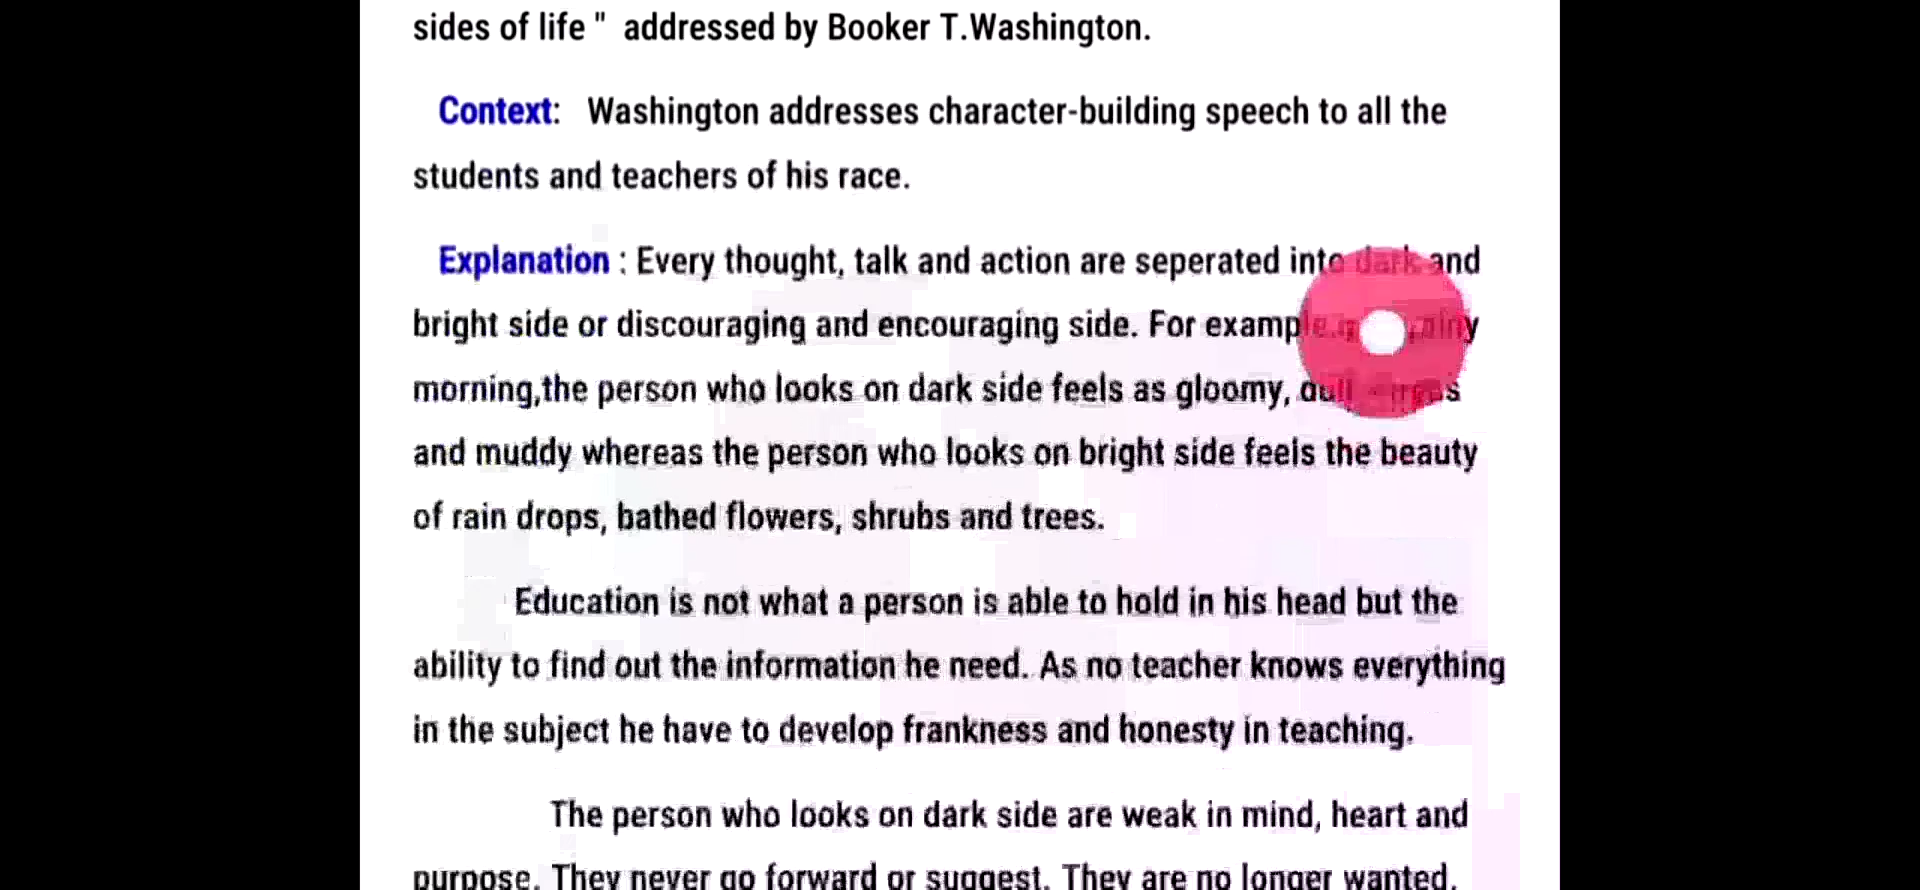 sides of life " addressed by Booker T.Washington.
Context: Washington addresses character-building speech to all the
students and teachers of his race.
Explanation : Every thought, talk and action are seperated into dark and
bright side or discouraging and encouraging side. For example
morning,the person who looks on dark side feels as gloomy, dull
and muddy whereas the person who looks on bright side feels the beauty
of rain drops, bathed flowers, shrubs and trees.
Education is not what a person is able to hold in his head but the
ability to find out the information he need. As no teacher knows everything
in the subject he have to develop frankness and honesty in teaching.
The person who looks on dark side are weak in mind, heart and
purpose. They never go forward or suggest. They are no longer wanted.